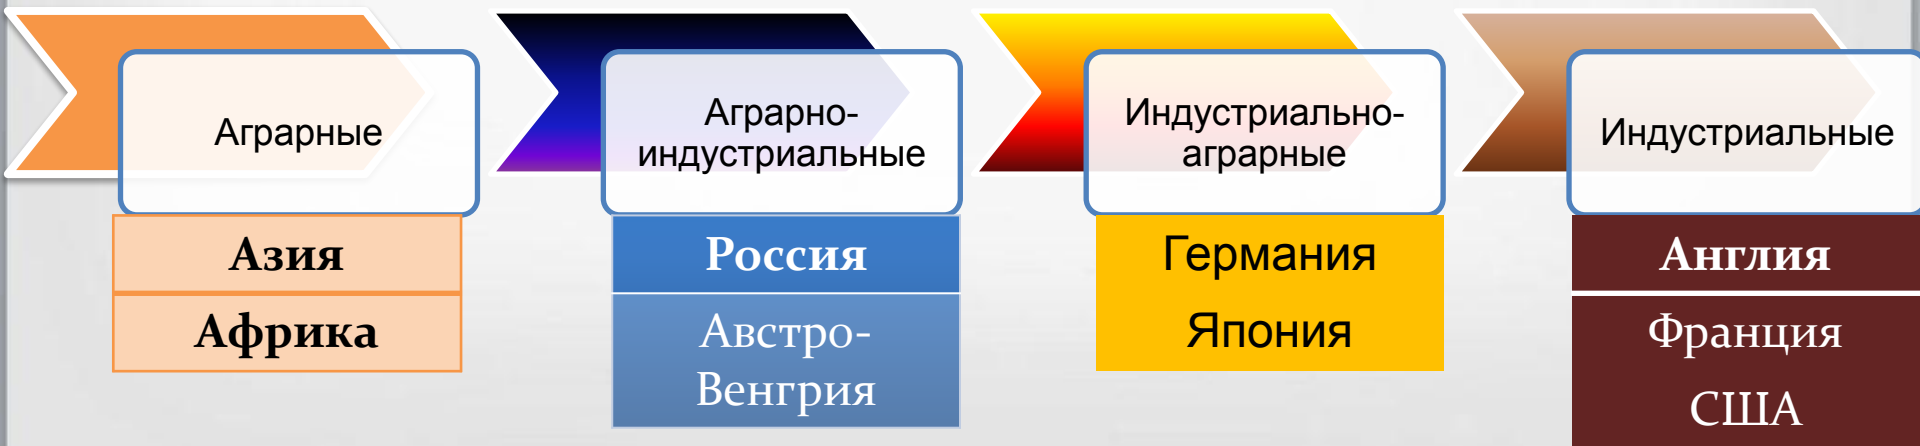 Аграрные
Азия
Африка
Аграрно-
индустриальные
Россия
Австро-
Венгрия
Индустриально-
аграрные
Германия
Япония
Индустриальные
Англия
Франция
США